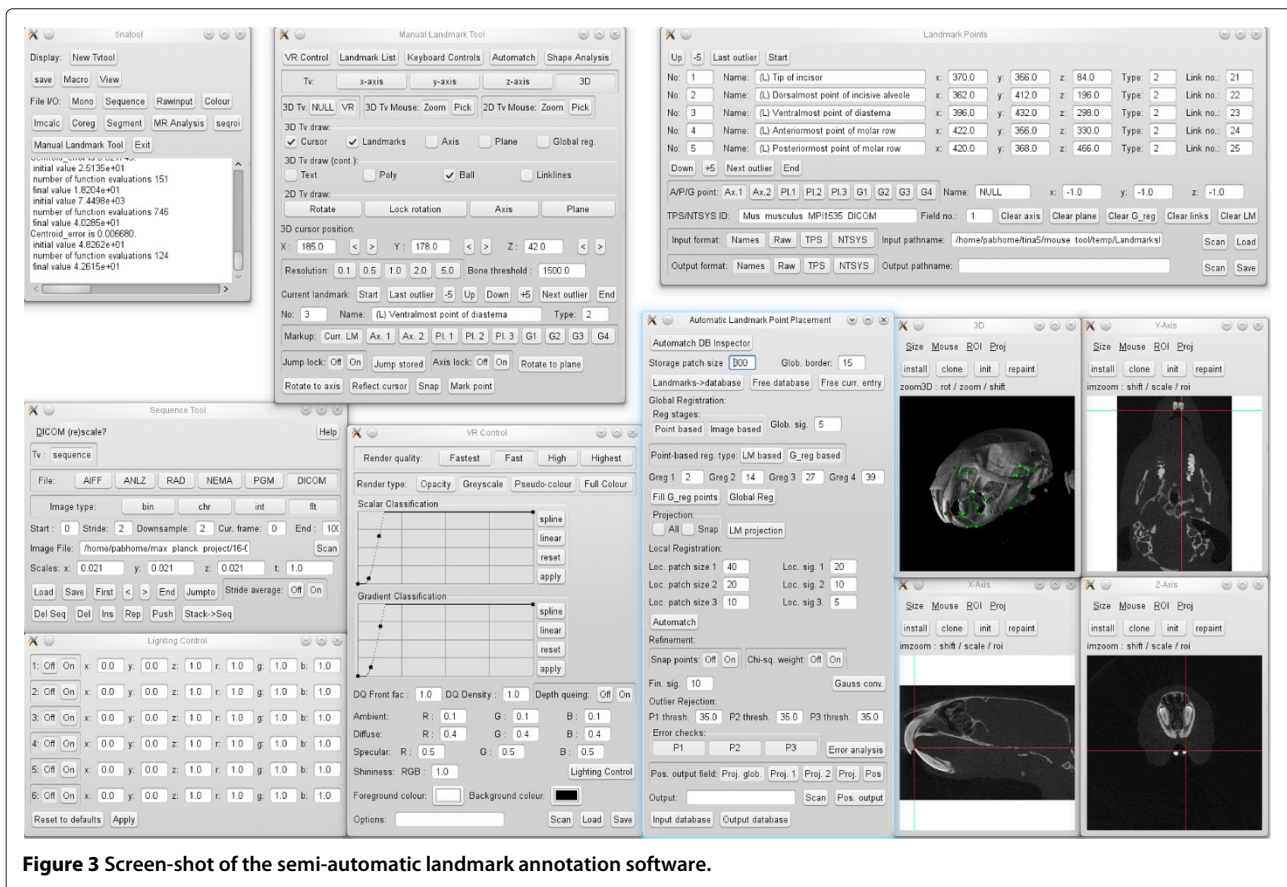 tinatool
Display: New Tvtool
save Macro View
File I/O: Mono Sequence Rawinput Colour
Imcalc Coreg Segment MR Analysis seqroi
Manual Landmark Tool Exit
initial value 2.5135e+01
number of function evaluations 151
final value 1.8204e+01
initial value 7.4498e+03
number of function evaluations 746
final value 4.0285e+01
Centroid_error is 0.006680.
initial value 4.8262e+01
number of function evaluations 124
final value 4.2615e+01
Manual Landmark Tool
VR Control Landmark List Keyboard Controls Automatch Shape Analysis
Tv: x-axis y-axis z-axis 3D
3D Tv: NULL VR 3D Tv Mouse: Zoom Pick 2D Tv Mouse: Zoom Pick
3D Tv draw:
Cursor Landmarks Axis Plane Global reg.
3D Tv draw (cont.):
Text Poly Ball Linklines
2D Tv draw:
Rotate Lock rotation Axis Plane
3D cursor position:
X : 185.0 < > Y : 178.0 < > Z : 42.0 < >
Resolution: 0.1 0.5 1.0 2.0 5.0 Bone threshold : 1500.0
Current landmark: Start Last outlier -5 Up Down +5 Next outlier End
No: 3 Name: (L) Ventralmost point of diastema Type: 2
Markup: Curr. LM Ax. 1 Ax. 2 Pl. 1 Pl. 2 Pl. 3 G1 G2 G3 G4
Jump lock: Off On Jump stored Axis lock: Off On Rotate to plane
Rotate to axis Reflect cursor Snap Mark point
Landmark Points
Up -5 Last outlier Start
No: 1 Name: (L) Tip of incisor x: 370.0 y: 356.0 z: 84.0 Type: 2 Link no.: 21
No: 2 Name: (L) Dorsalmost point of incisive alveole x: 362.0 y: 412.0 z: 196.0 Type: 2 Link no.: 22
No: 3 Name: (L) Ventralmost point of diastema x: 396.0 y: 432.0 z: 298.0 Type: 2 Link no.: 23
No: 4 Name: (L) Anteriormost point of molar row x: 422.0 y: 356.0 z: 330.0 Type: 2 Link no.: 24
No: 5 Name: (L) Posteriormost point of molar row x: 420.0 y: 368.0 z: 466.0 Type: 2 Link no.: 25
Down +5 Next outlier End
A/P/G point: Ax.1 Ax.2 Pl.1 Pl.2 Pl.3 G1 G2 G3 G4 Name: NULL x: -1.0 y: -1.0 z: -1.0
TPS/NTSYS ID: Mus musculus MPI1535 DICOM Field no.: 1 Clear axis Clear plane Clear G_reg Clear links Clear LM
Input format: Names Raw TPS NTSYS Input pathname: /home/pabhome/tina5/mouse_tool/temp/Landmarksl Scan Load
Output format: Names Raw TPS NTSYS Output pathname: Scan Save
Sequence Tool
DICOM (re)scale? Help
Tv : sequence
File: AIFF ANLZ RAD NEMA PGM DICOM
Image type: bin chr int flt
Start : 0 Stride: 2 Downsample: 2 Cur. frame: 0 End : 100
Image File: /home/pabhome/max_planck_project/16-0 Scan
Scales: x: 0.021 y: 0.021 z: 0.021 t: 1.0
Load Save First < > End Jumpto Stride average: Off On
Del Seq Del Ins Rep Push Stack->Seq
Lighting Control
1: Off On x: 0.0 y: 0.0 z: 1.0 r: 1.0 g: 1.0 b: 1.0
2: Off On x: 0.0 y: 0.0 z: 1.0 r: 1.0 g: 1.0 b: 1.0
3: Off On x: 0.0 y: 0.0 z: 1.0 r: 1.0 g: 1.0 b: 1.0
4: Off On x: 0.0 y: 0.0 z: 1.0 r: 1.0 g: 1.0 b: 1.0
5: Off On x: 0.0 y: 0.0 z: 1.0 r: 1.0 g: 1.0 b: 1.0
6: Off On x: 0.0 y: 0.0 z: 1.0 r: 1.0 g: 1.0 b: 1.0
Reset to defaults Apply
VR Control
Render quality: Fastest Fast High Highest
Render type: Opacity Greyscale Pseudo-colour Full Colour
Scalar Classification
spline
linear
reset
apply
Gradient Classification
spline
linear
reset
apply
DQ Front fac : 1.0 DQ Density : 1.0 Depth queing: Off On
Ambient: R : 0.1 G : 0.1 B : 0.1
Diffuse: R : 0.4 G : 0.4 B : 0.4
Specular: R : 0.5 G : 0.5 B : 0.5
Shininess: RGB : 1.0 Lighting Control
Foreground colour: Background colour:
Options: Scan Load Save
Automatic Landmark Point Placement
Automatch DB Inspector
Storage patch size 300 Glob. border: 15
Landmarks->database Free database Free curr. entry
Global Registration:
Reg stages:
Point based Image based Glob. sig. 5
Point-based reg. type: LM based G_reg based
Greg 1 2 Greg 2 14 Greg 3 27 Greg 4 39
Fill G_reg points Global Reg
Projection:
All Snap LM projection
Local Registration:
Loc. patch size 1 40 Loc. sig. 1 20
Loc. patch size 2 20 Loc. sig. 2 10
Loc. patch size 3 10 Loc. sig 3. 5
Automatch
Refinement:
Snap points: Off On Chi-sq. weight: Off On
Fin. sig. 10 Gauss conv.
Outlier Rejection:
P1 thresh. 35.0 P2 thresh. 35.0 P3 thresh. 35.0
Error checks:
P1 P2 P3 Error analysis
Pos. output field: Proj. glob. Proj. 1 Proj. 2 Proj. Pos
Output: Scan Pos. output
Input database Output database
3D
Size Mouse ROI Proj
install clone init repaint
zoom3D : rot / zoom / shift
Y-Axis
Size Mouse ROI Proj
install clone init repaint
imzoom : shift / scale / roi
X-Axis
Size Mouse ROI Proj
install clone init repaint
imzoom : shift / scale / roi
Z-Axis
Size Mouse ROI Proj
install clone init repaint
imzoom : shift / scale / roi
Figure 3 Screen-shot of the semi-automatic landmark annotation software.